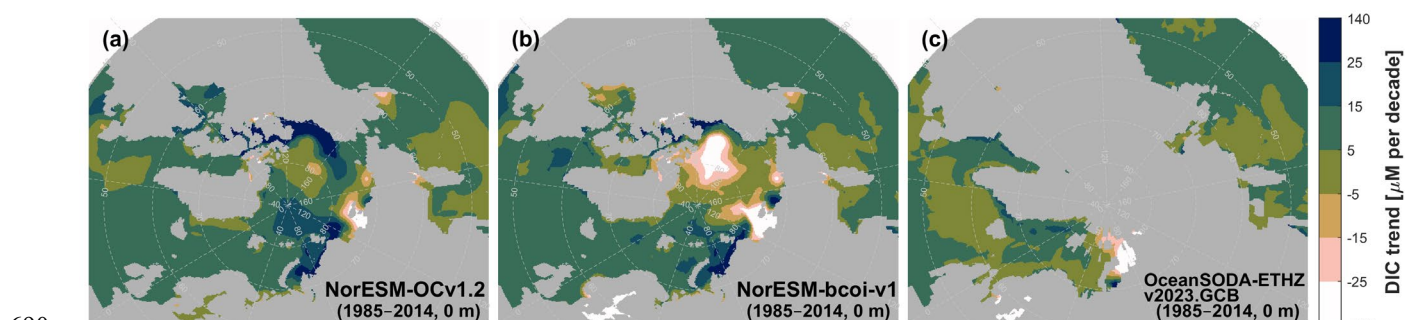 (a)
NorESM-OCv1.2
(1985−2014, 0 m)
(b)
NorESM-bcoi-v1
(1985−2014, 0 m)
(c)
OceanSODA-ETHZ
v2023.GCB
(1985−2014, 0 m)
140
25
15
5
-5
-15
-25
DIC trend [μM per decade]